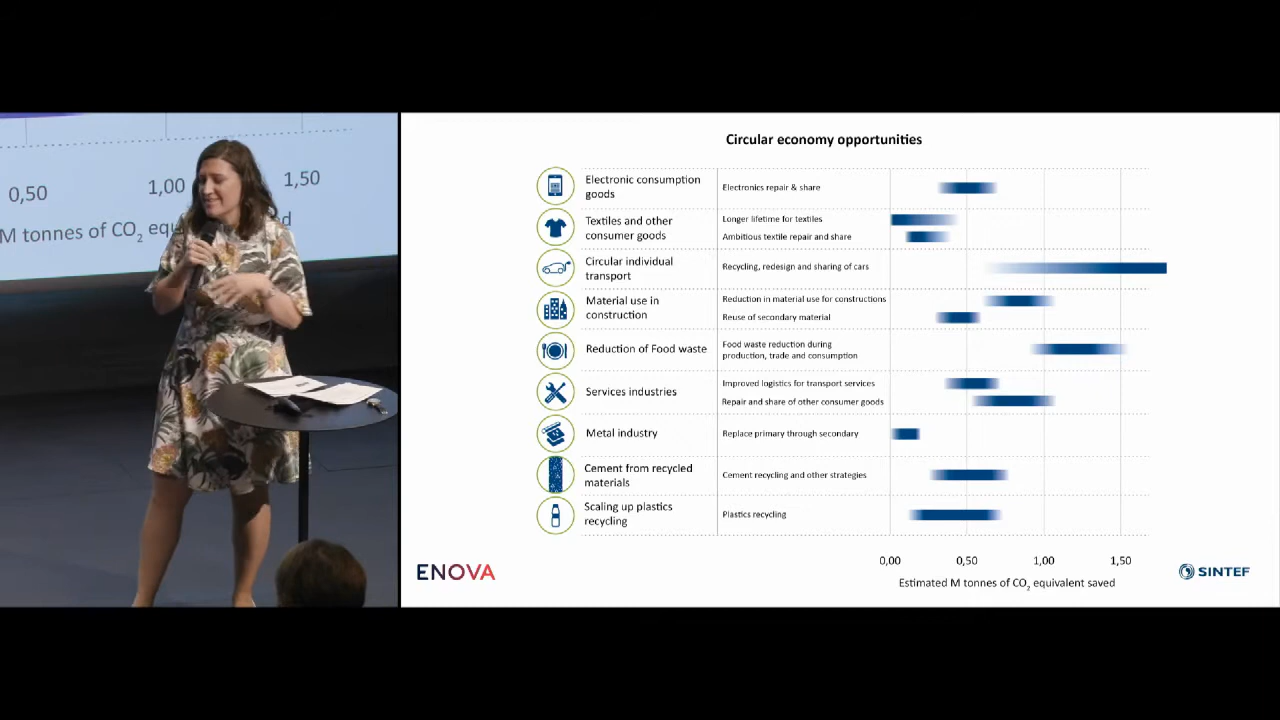 0,50
1,00
1,50
M tonnes of CO2 equ
d
Circular economy opportunities
Electronic consumption
goods
Electronics repair & share
Textiles and other
consumer goods
Longer lifetime for textiles
Ambitious textile repair and share
Circular individual
transport
Recycling, redesign and sharing of cars
Material use in
construction
Reduction in material use for constructions
Reuse of secondary material
Reduction of Food waste
Food waste reduction during
production, trade and consumption
Services industries
Improved logistics for transport services
Repair and share of other consumer goods
Metal industry
Replace primary through secondary
Cement from recycled
materials
Cement recycling and other strategies
Scaling up plastics
recycling
Plastics recycling
0,00 0,50 1,00 1,50
Estimated M tonnes of CO2 equivalent saved
ENOVA
SINTEF